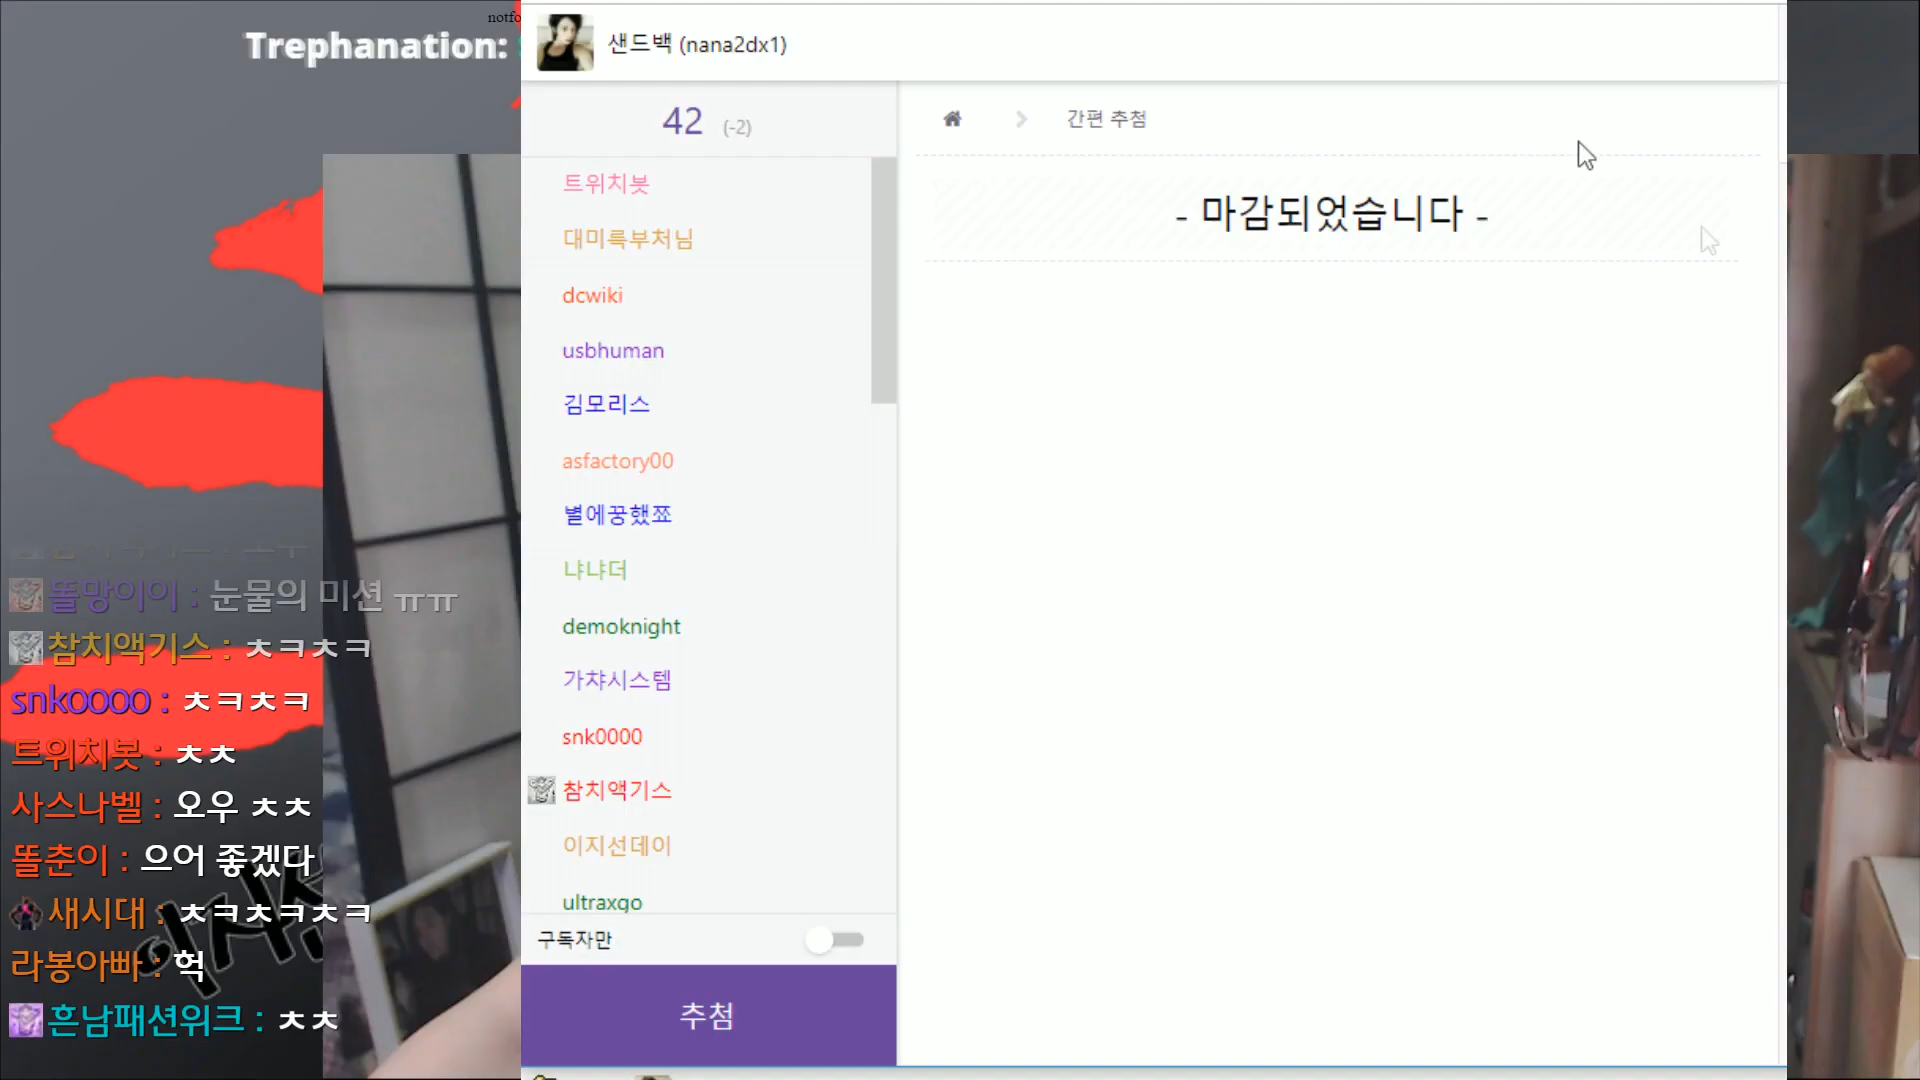 notfo
Trephanation:
샌드백 (nana2dx1)
42 (-2)
간편 추첨
- 마감되었습니다 -
트위치봇
대미륵부처님
dcwiki
usbhuman
김모리스
asfactory00
별에꿍했쪼
냐냐더
demoknight
가챠시스템
snk0000
참치액기스
이지선데이
ultraxgo
구독자만
추첨
똘망이이 : 눈물의 미션 ㅠㅠ
참치액기스 : ㅊㅋㅊㅋ
snk0000 : ㅊㅋㅊㅋ
트위치봇 : ㅊㅊ
사스나벨 : 오우 ㅊㅊ
똘춘이 : 으어 좋겠다
새시대 : ㅊㅋㅊㅋㅊㅋ
라봉아빠 : 헉
흔남패션위크 : ㅊㅊ